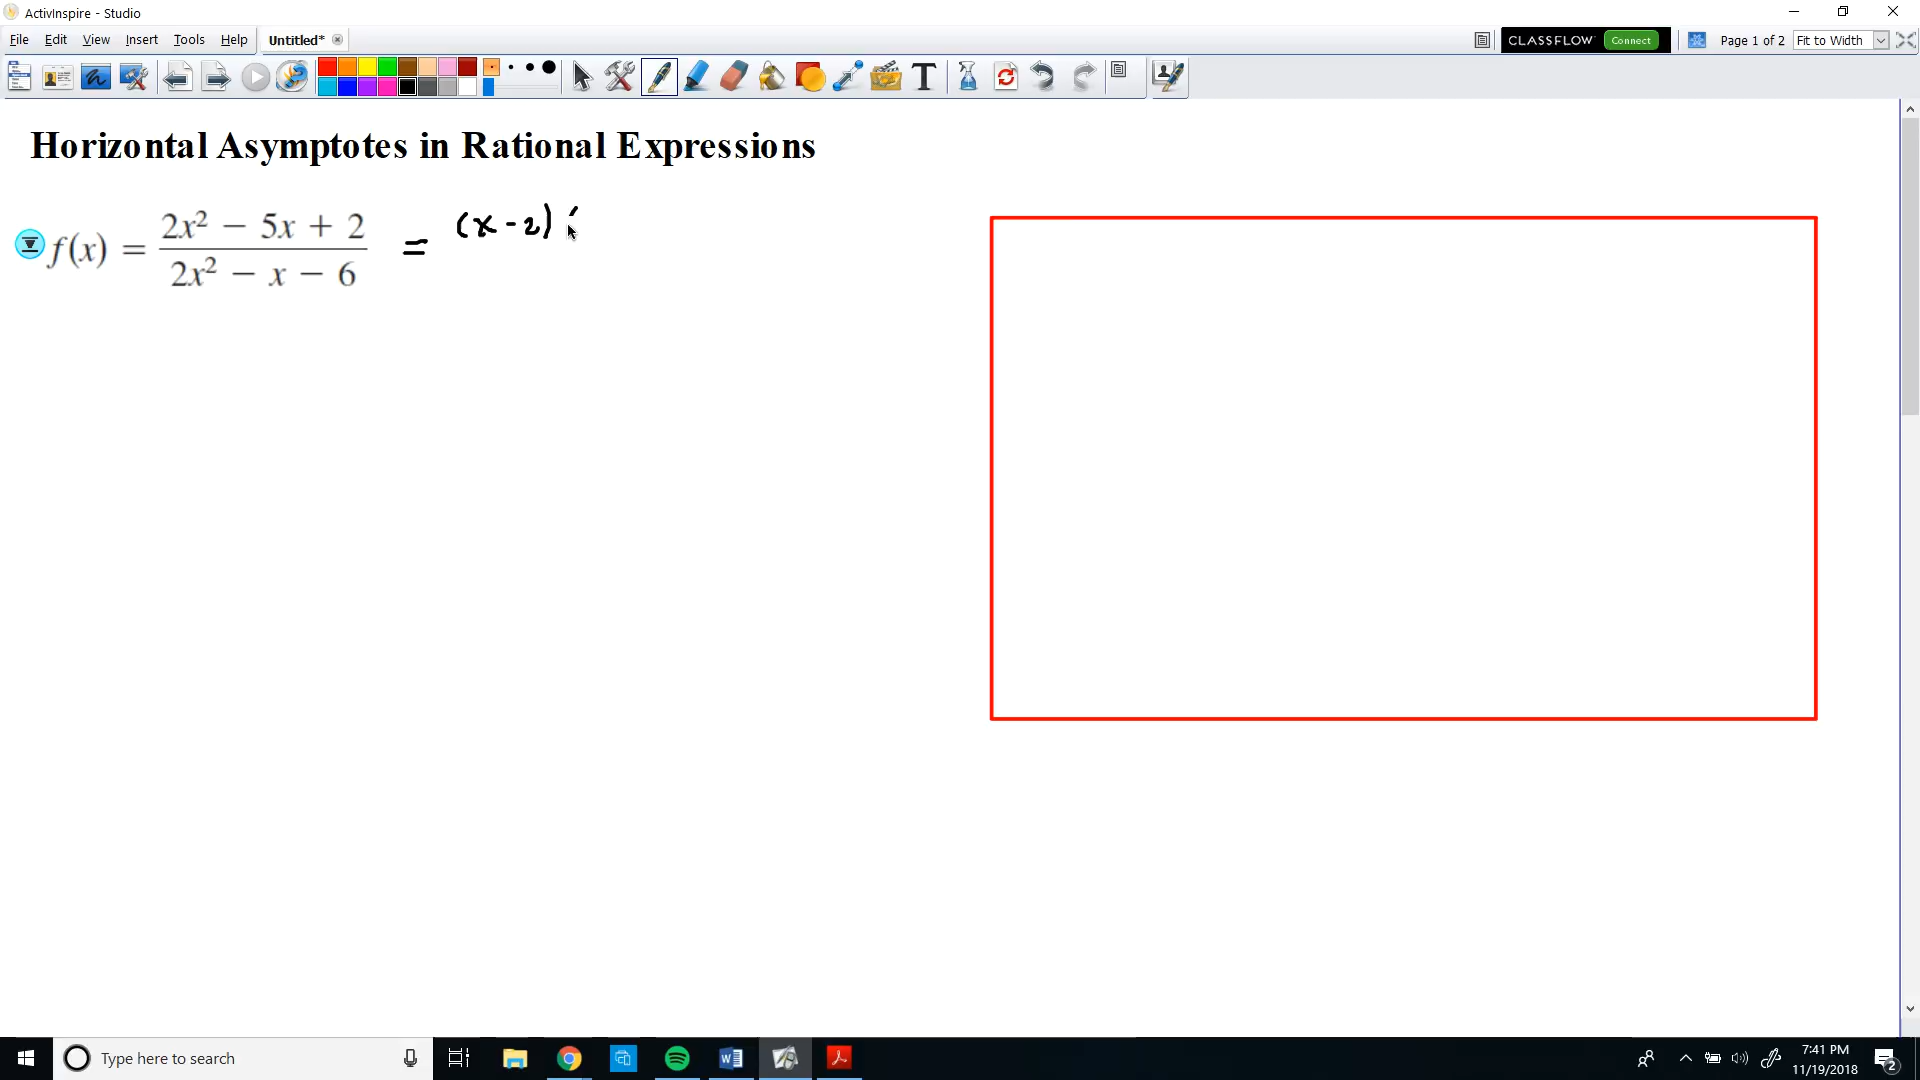 ActivInspire - Studio
File Edit View Insert Tools Help Untitled* CLASSFLOW Connect Page 1 of 2 Fit to Width
T
Horizontal Asymptotes in Rational Expressions
f(x) = (2x² − 5x + 2)/(2x² − x − 6) = (x - 2) (
Type here to search
7:41 PM
11/19/2018
2